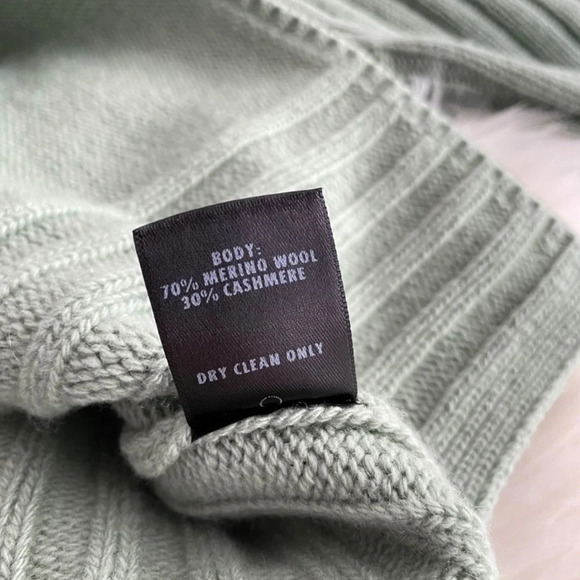 BODY:
70% MERINO WOOL
30% CASHMERE
DRY CLEAN ONLY